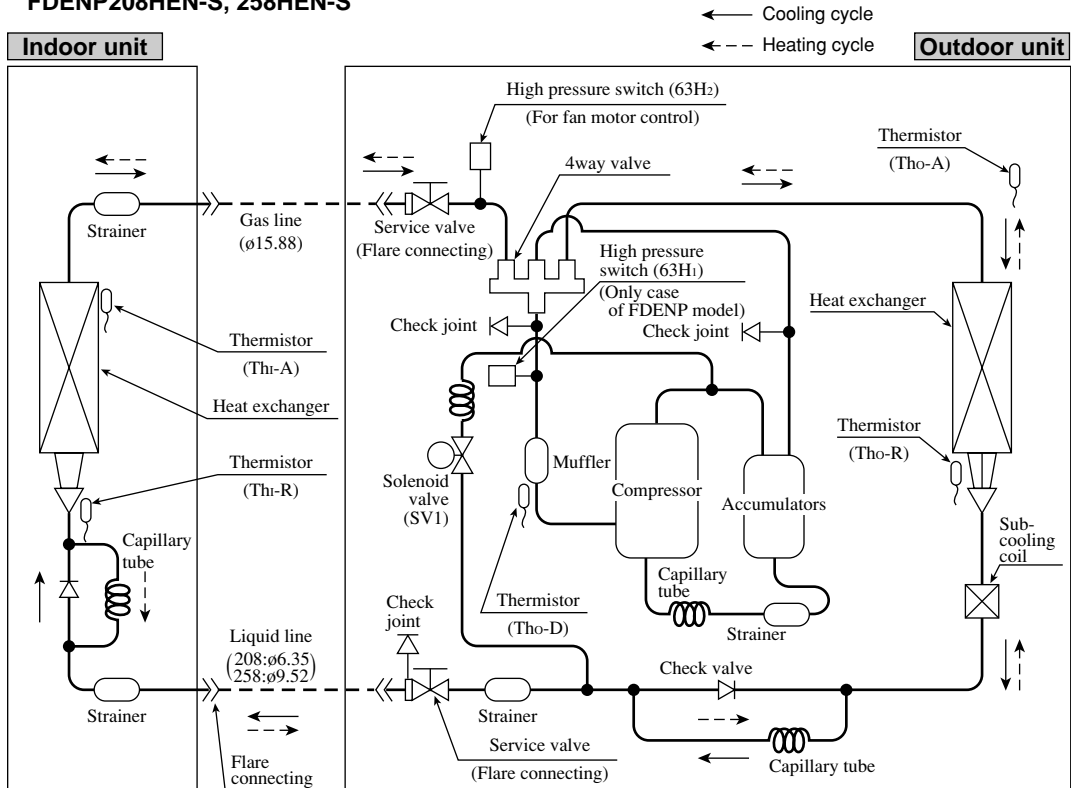 FDENP208HEN-S, 258HEN-S
Cooling cycle
Heating cycle
Indoor unit
Outdoor unit
High pressure switch (63H2)
(For fan motor control)
Thermistor
(Tho-A)
4way valve
Strainer
Gas line
(ø15.88)
Service valve
(Flare connecting)
High pressure
switch (63H1)
(Only case
of FDENP model)
Check joint
Check joint
Heat exchanger
Thermistor
(ThI-A)
Heat exchanger
Thermistor
(Tho-R)
Thermistor
(ThI-R)
Muffler
Solenoid
valve
(SV1)
Compressor
Accumulators
Capillary
tube
Sub-
cooling
coil
Capillary
tube
Check
joint
Thermistor
(Tho-D)
Strainer
Liquid line
(208:ø6.35
258:ø9.52)
Check valve
Strainer
Strainer
Service valve
(Flare connecting)
Capillary tube
Flare
connecting